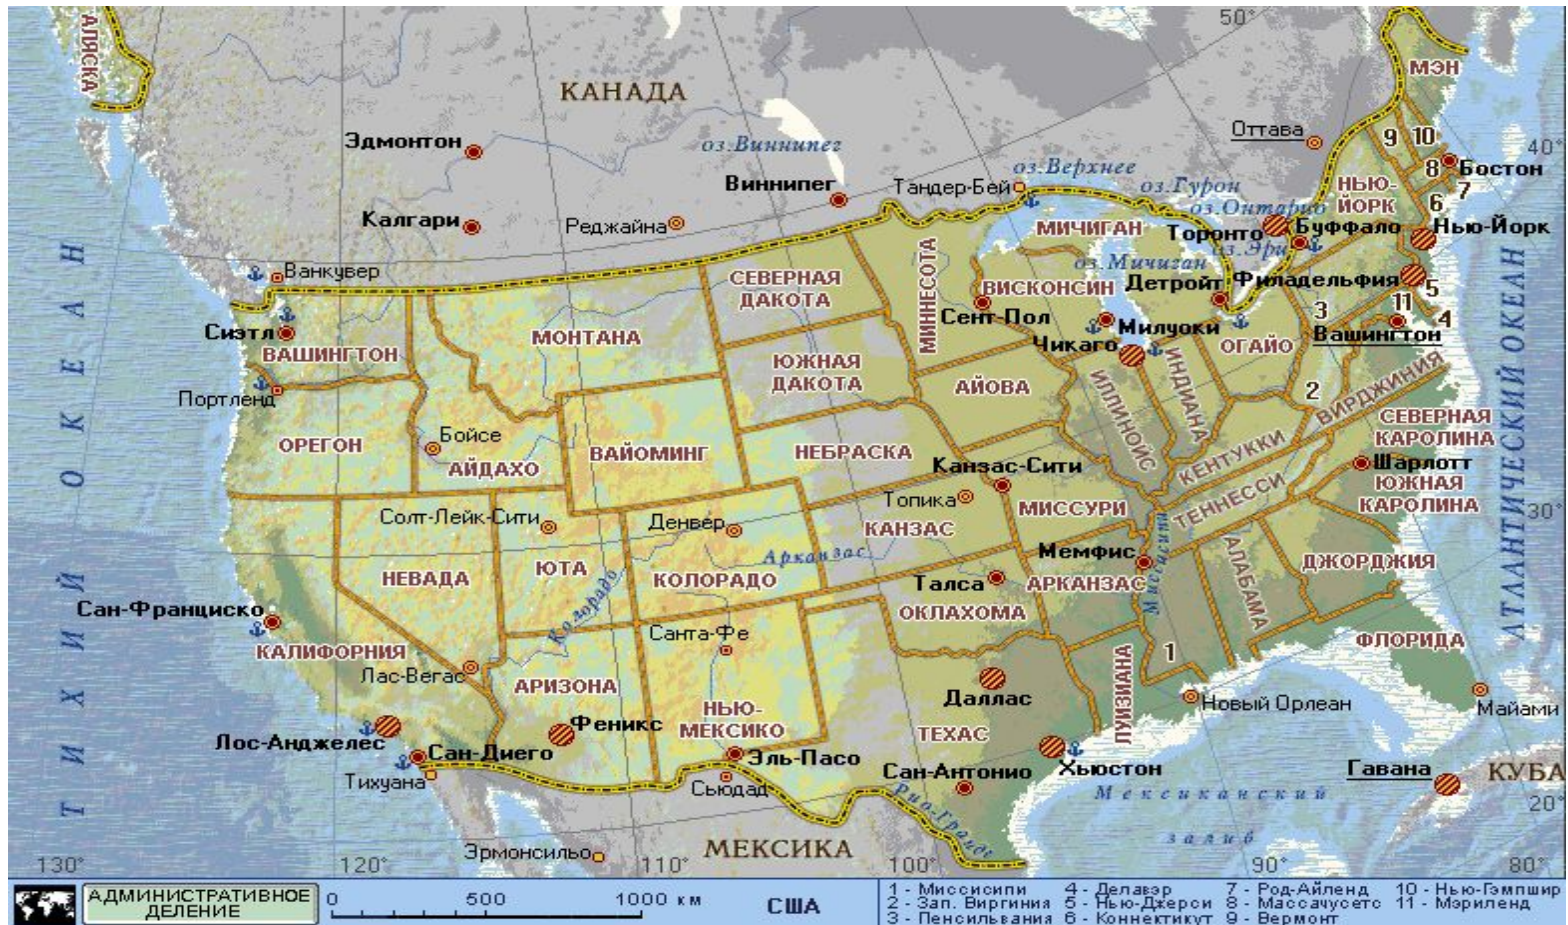 АЛЯСКА
50°
МЭН
КАНАДА
Эдмонтон
оз.Виннипег
Оттава
9
10
40°
оз.Верхнее
8
Бостон
Виннипег
Тандер-Бей
оз.Гурон
НЬЮ-
ЙОРК
7
6
Калгари
Реджайна
оз.Онтарио
МИЧИГАН
Торонто
Буффало
Нью-Йорк
оз.Эри
Ванкувер
СЕВЕРНАЯ
ДАКОТА
МИННЕСОТА
оз.Мичиган
ВИСКОНСИН
Детройт
Филадельфия
5
Сиэтл
МОНТАНА
Сент-Пол
Милуоки
3
11
4
Вашингтон
ВАШИНГТОН
Чикаго
ОГАЙО
ЮЖНАЯ
ДАКОТА
АЙОВА
ИЛЛИНОЙС
ИНДИАНА
2
ВИРДЖИНИЯ
Портленд
ОРЕГОН
Бойсе
АЙДАХО
ВАЙОМИНГ
НЕБРАСКА
КЕНТУККИ
СЕВЕРНАЯ
КАРОЛИНА
Канзас-Сити
Шарлотт
Топика
ТЕННЕССИ
ЮЖНАЯ
КАРОЛИНА
Солт-Лейк-Сити
Денвер
КАНЗАС
МИССУРИ
30°
Арканзас
Мемфис
Миссисипи
АЛАБАМА
ДЖОРДЖИЯ
НЕВАДА
ЮТА
КОЛОРАДО
Колорадо
Талса
АРКАНЗАС
Сан-Франциско
ОКЛАХОМА
КАЛИФОРНИЯ
Санта-Фе
ФЛОРИДА
Лас-Вегас
1
АРИЗОНА
Даллас
ЛУИЗИАНА
Новый Орлеан
Майами
НЬЮ-
МЕКСИКО
Феникс
ТЕХАС
Лос-Анджелес
Сан-Диего
Эль-Пасо
Сан-Антонио
Хьюстон
Гавана
КУБА
Тихуана
Сьюдад
Рио-Гранде
Мексиканский
залив
20°
ТИХИЙ ОКЕАН
АТЛАНТИЧЕСКИЙ ОКЕАН
Эрмонсильо
МЕКСИКА
130°
120°
110°
100°
90°
80°
АДМИНИСТРАТИВНОЕ
ДЕЛЕНИЕ
0 500 1000 км
США
1 - Миссисипи 4 - Делавэр 7 - Род-Айленд 10 - Нью-Гэмпшир
2 - Зап. Виргиния 5 - Нью-Джерси 8 - Массачусетс 11 - Мэриленд
3 - Пенсильвания 6 - Коннектикут 9 - Вермонт